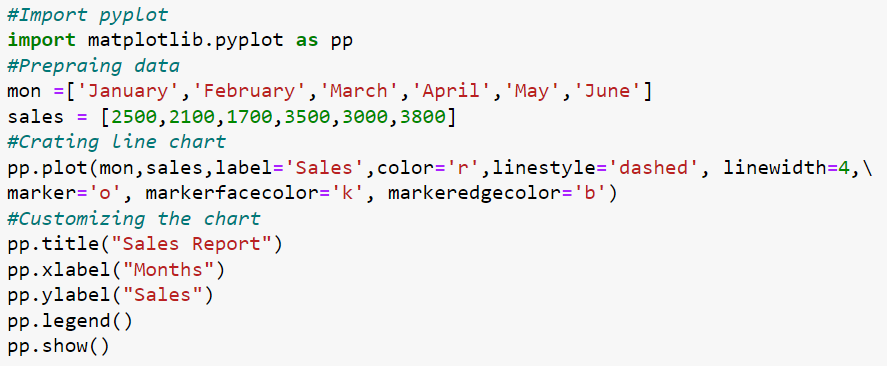 #Import pyplot
import matplotlib.pyplot as pp
#Prepraing data
mon =['January','February','March','April','May','June']
sales = [2500,2100,1700,3500,3000,3800]
#Crating line chart
pp.plot(mon,sales,label='Sales',color='r',linestyle='dashed', linewidth=4,\
marker='o', markerfacecolor='k', markeredgecolor='b')
#Customizing the chart
pp.title("Sales Report")
pp.xlabel("Months")
pp.ylabel("Sales")
pp.legend()
pp.show()